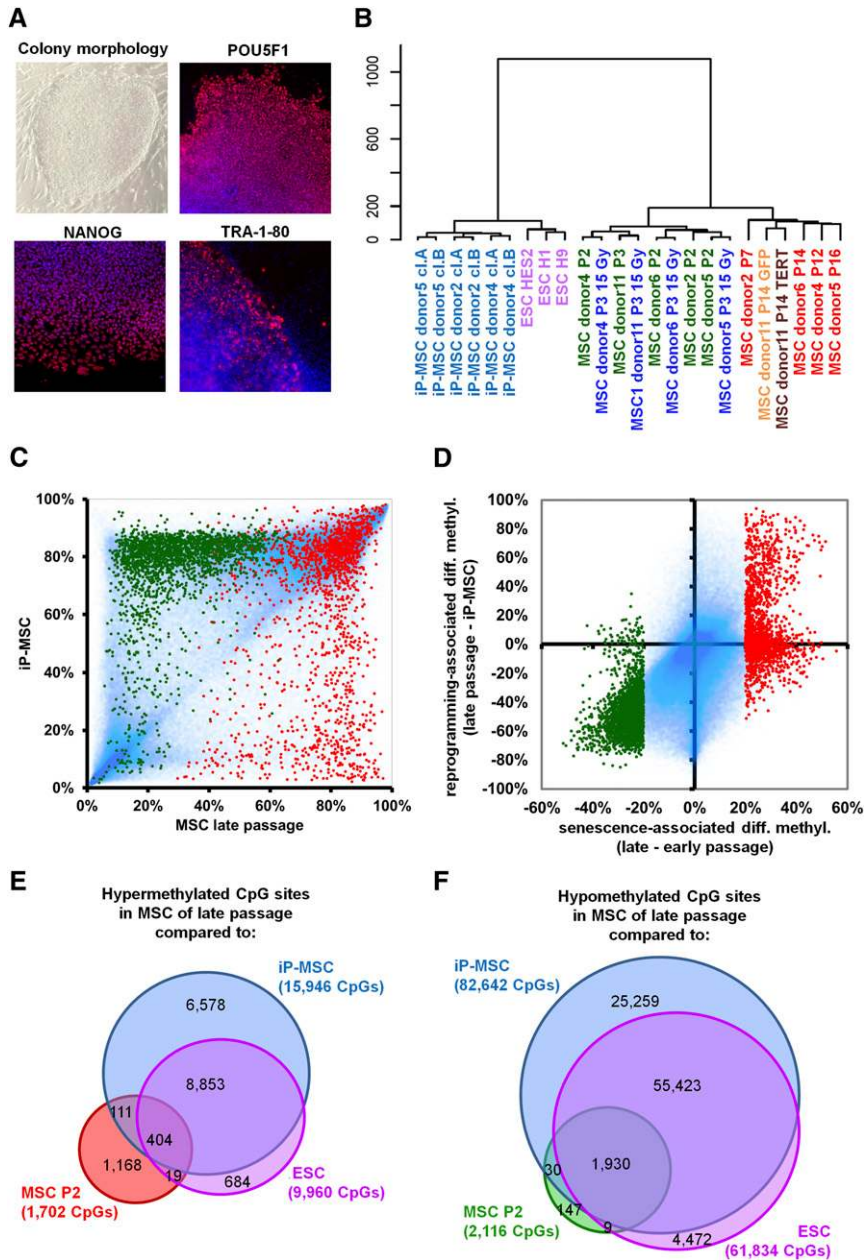 A
Colony morphology
POU5F1
NANOG
TRA-1-80
B
1000
600
200
0
iP-MSC donor5 cl.A
iP-MSC donor5 cl.B
iP-MSC donor2 cl.A
iP-MSC donor2 cl.B
iP-MSC donor4 cl.A
iP-MSC donor4 cl.B
ESC HES2
ESC H1
ESC H9
MSC donor4 P2
MSC donor4 P3 15 Gy
MSC donor11 P3
MSC1 donor11 P3 15 Gy
MSC donor6 P2
MSC donor6 P3 15 Gy
MSC donor2 P2
MSC donor5 P2
MSC donor5 P3 15 Gy
MSC donor2 P7
MSC donor11 P14 GFP
MSC donor11 P14 TERT
MSC donor6 P14
MSC donor4 P12
MSC donor5 P16
C
100%
80%
60%
40%
20%
0%
iP-MSC
0%
20%
40%
60%
80%
100%
MSC late passage
D
100%
80%
60%
40%
20%
0%
-20%
-40%
-60%
-80%
-100%
reprogramming-associated diff. methyl.
(late passage - iP-MSC)
-60%
-40%
-20%
0%
20%
40%
60%
senescence-associated diff. methyl.
(late - early passage)
E
Hypermethylated CpG sites
in MSC of late passage
compared to:
iP-MSC
(15,946 CpGs)
6,578
8,853
111
404
1,168
19
684
MSC P2
(1,702 CpGs)
ESC
(9,960 CpGs)
F
Hypomethylated CpG sites
in MSC of late passage
compared to:
iP-MSC
(82,642 CpGs)
25,259
55,423
1,930
30
147
9
4,472
MSC P2
(2,116 CpGs)
ESC
(61,834 CpGs)